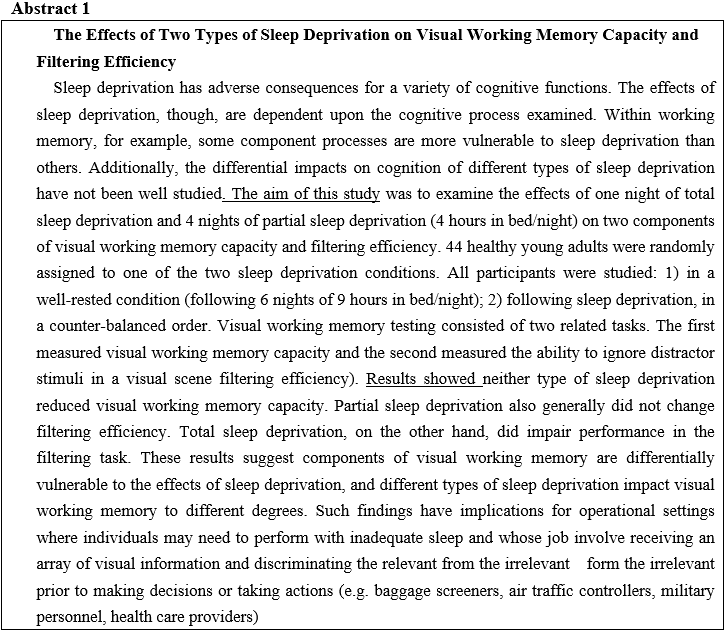 Abstract 1
The Effects of Two Types of Sleep Deprivation on Visual Working Memory Capacity and
Filtering Efficiency
Sleep deprivation has adverse consequences for a variety of cognitive functions. The effects of
sleep deprivation, though, are dependent upon the cognitive process examined. Within working
memory, for example, some component processes are more vulnerable to sleep deprivation than
others. Additionally, the differential impacts on cognition of different types of sleep deprivation
have not been well studied. The aim of this study was to examine the effects of one night of total
sleep deprivation and 4 nights of partial sleep deprivation (4 hours in bed/night) on two components
of visual working memory capacity and filtering efficiency. 44 healthy young adults were randomly
assigned to one of the two sleep deprivation conditions. All participants were studied: 1) in a
well-rested condition (following 6 nights of 9 hours in bed/night); 2) following sleep deprivation, in
a counter-balanced order. Visual working memory testing consisted of two related tasks. The first
measured visual working memory capacity and the second measured the ability to ignore distractor
stimuli in a visual scene filtering efficiency). Results showed neither type of sleep deprivation
reduced visual working memory capacity. Partial sleep deprivation also generally did not change
filtering efficiency. Total sleep deprivation, on the other hand, did impair performance in the
filtering task. These results suggest components of visual working memory are differentially
vulnerable to the effects of sleep deprivation, and different types of sleep deprivation impact visual
working memory to different degrees. Such findings have implications for operational settings
where individuals may need to perform with inadequate sleep and whose job involve receiving an
array of visual information and discriminating the relevant from the irrelevant form the irrelevant
prior to making decisions or taking actions (e.g. baggage screeners, air traffic controllers, military
personnel, health care providers)